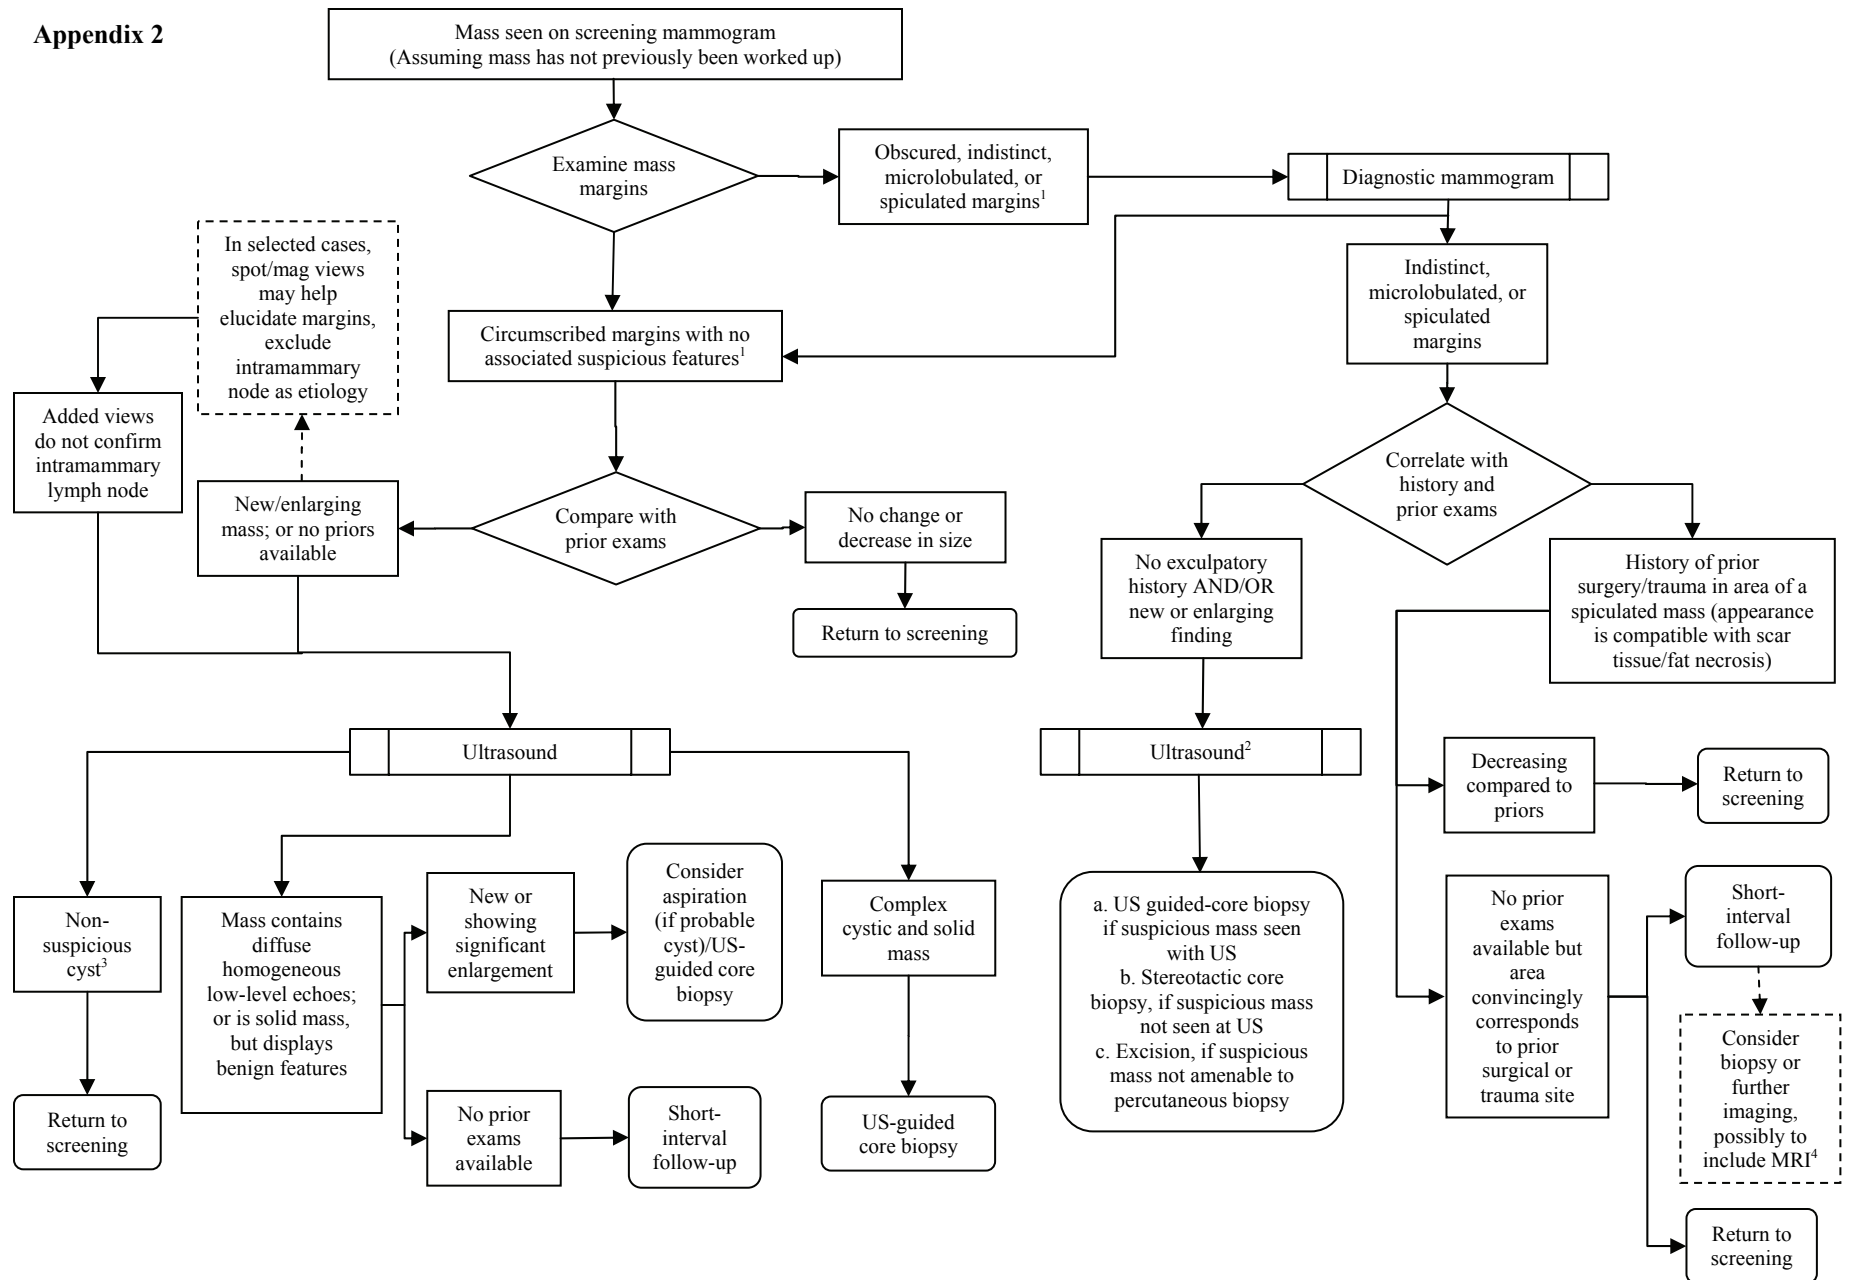 Appendix 2
Mass seen on screening mammogram
(Assuming mass has not previously been worked up)
Examine mass
margins
Obscured, indistinct,
microlobulated, or
spiculated margins¹
Diagnostic mammogram
In selected cases,
spot/mag views
may help
elucidate margins,
exclude
intramammary
node as etiology
Indistinct,
microlobulated, or
spiculated
margins
Circumscribed margins with no
associated suspicious features¹
Added views
do not confirm
intramammary
lymph node
New/enlarging
mass; or no priors
available
Compare with
prior exams
No change or
decrease in size
Return to screening
Correlate with
history and
prior exams
No exculpatory
history AND/OR
new or enlarging
finding
History of prior
surgery/trauma in area of a
spiculated mass (appearance
is compatible with scar
tissue/fat necrosis)
Ultrasound
Ultrasound²
Decreasing
compared to
priors
Return to
screening
Non-
suspicious
cyst³
Return to
screening
Mass contains
diffuse
homogeneous
low-level echoes;
or is solid mass,
but displays
benign features
New or
showing
significant
enlargement
Consider
aspiration
(if probable
cyst)/US-
guided core
biopsy
No prior
exams
available
Short-
interval
follow-up
Complex
cystic and solid
mass
US-guided
core biopsy
a. US guided-core biopsy
if suspicious mass seen
with US
b. Stereotactic core
biopsy, if suspicious mass
not seen at US
c. Excision, if suspicious
mass not amenable to
percutaneous biopsy
No prior
exams
available but
area
convincingly
corresponds
to prior
surgical or
trauma site
Short-
interval
follow-up
Consider
biopsy or
further
imaging,
possibly to
include MRI⁴
Return to
screening